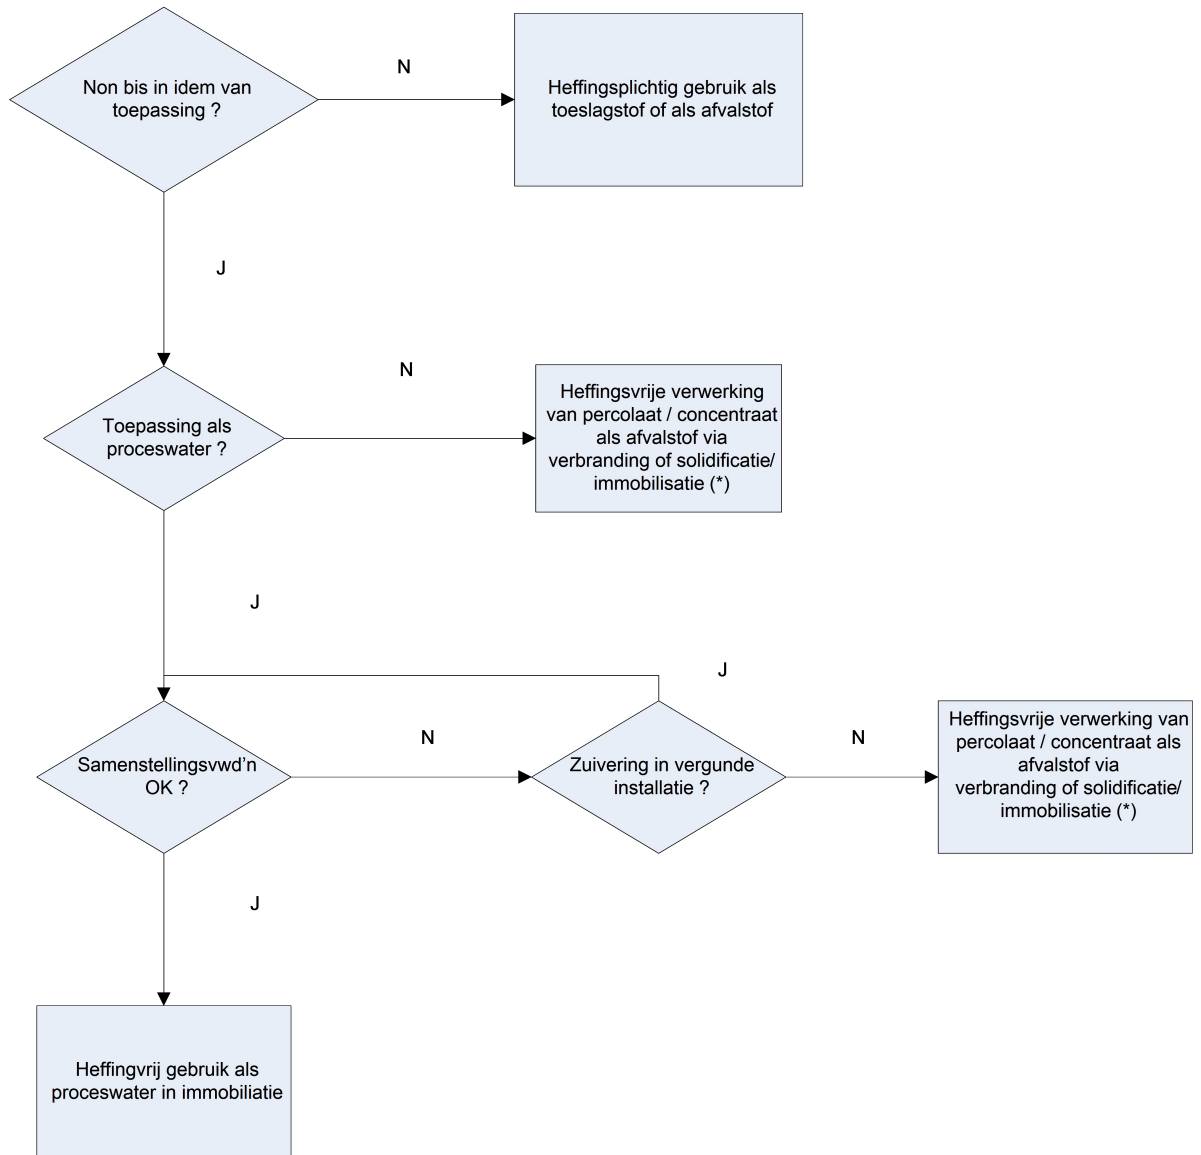 Non bis in idem van
toepassing ?
N
Heffingsplichtig gebruik als
toeslagstof of als afvalstof
J
Toepassing als
proceswater ?
N
Heffingsvrije verwerking
van percolaat / concentraat
als afvalstof via
verbranding of solidificatie/
immobilisatie (*)
J
Samenstellingsvwd'n
OK ?
N
Zuivering in vergunde
installatie ?
J
N
Heffingsvrije verwerking van
percolaat / concentraat als
afvalstof via
verbranding of solidificatie/
immobilisatie (*)
J
Heffingvrij gebruik als
proceswater in immobiliatie